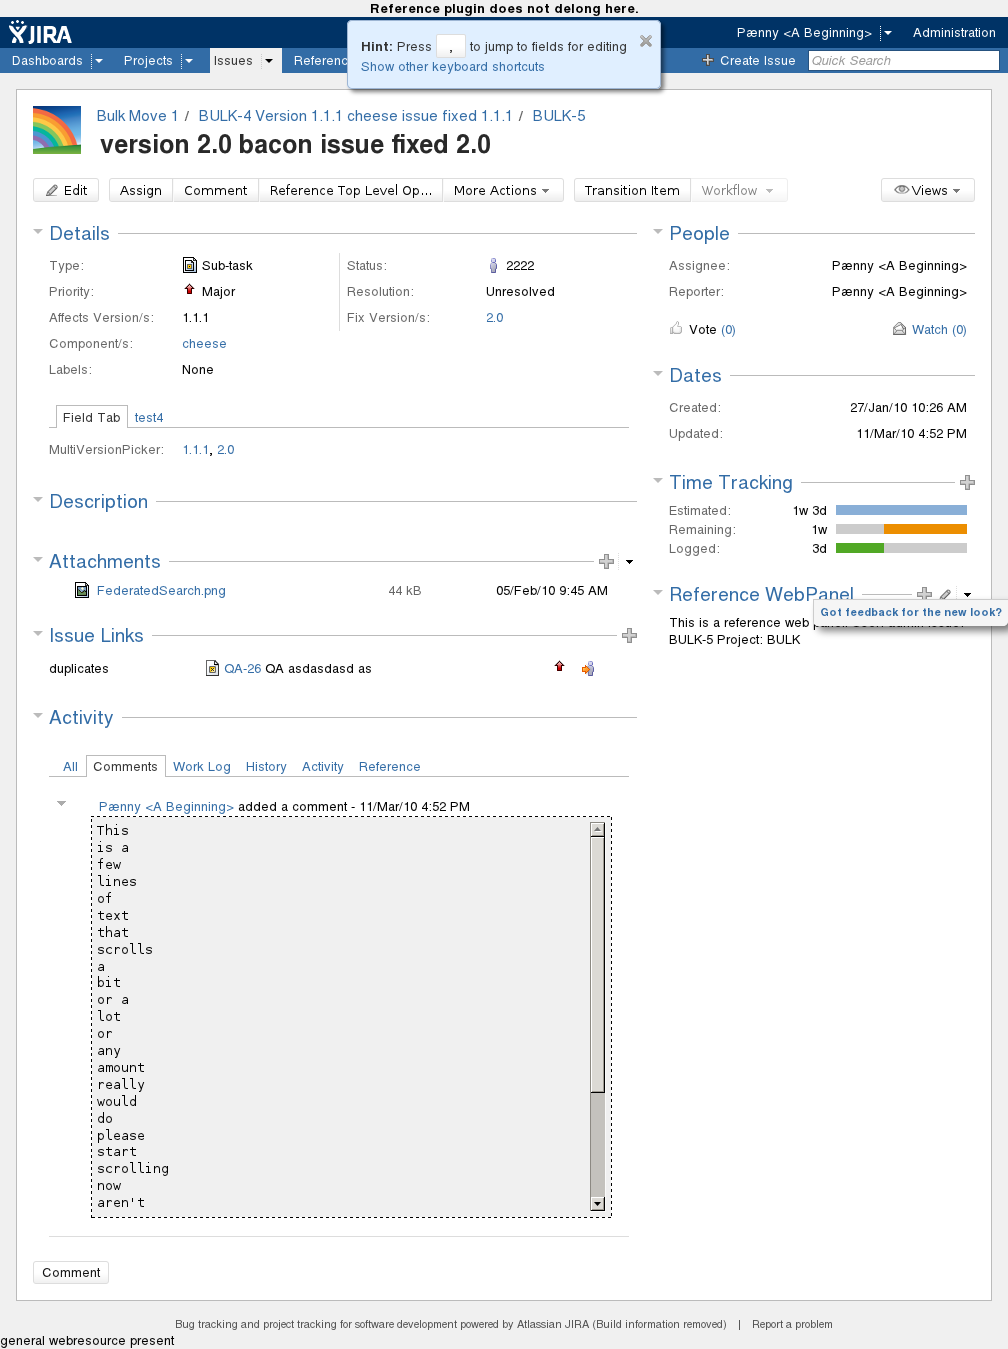 Reference plugin does not delong here.
JIRA
Pænny <A Beginning> Administration
Hint: Press , to jump to fields for editing
Show other keyboard shortcuts
Dashboards Projects Issues Referenc
Create Issue Quick Search
Bulk Move 1 / BULK-4 Version 1.1.1 cheese issue fixed 1.1.1 / BULK-5
version 2.0 bacon issue fixed 2.0
Edit Assign Comment Reference Top Level Op... More Actions Transition Item Workflow Views
Details
Type: Sub-task Status: 2222
Priority: Major Resolution: Unresolved
Affects Version/s: 1.1.1 Fix Version/s: 2.0
Component/s: cheese
Labels: None
Field Tab test4
MultiVersionPicker: 1.1.1, 2.0
Description
Attachments
FederatedSearch.png 44 kB 05/Feb/10 9:45 AM
Issue Links
duplicates QA-26 QA asdasdasd as
Activity
All Comments Work Log History Activity Reference
Pænny <A Beginning> added a comment - 11/Mar/10 4:52 PM
This
is a
few
lines
of
text
that
scrolls
a
bit
or a
lot
or
any
amount
really
would
do
please
start
scrolling
now
aren't
Comment
People
Assignee: Pænny <A Beginning>
Reporter: Pænny <A Beginning>
Vote (0) Watch (0)
Dates
Created: 27/Jan/10 10:26 AM
Updated: 11/Mar/10 4:52 PM
Time Tracking
Estimated: 1w 3d
Remaining: 1w
Logged: 3d
Reference WebPanel
Got feedback for the new look?
This is a reference web
BULK-5 Project: BULK
Bug tracking and project tracking for software development powered by Atlassian JIRA (Build information removed) | Report a problem
general webresource present